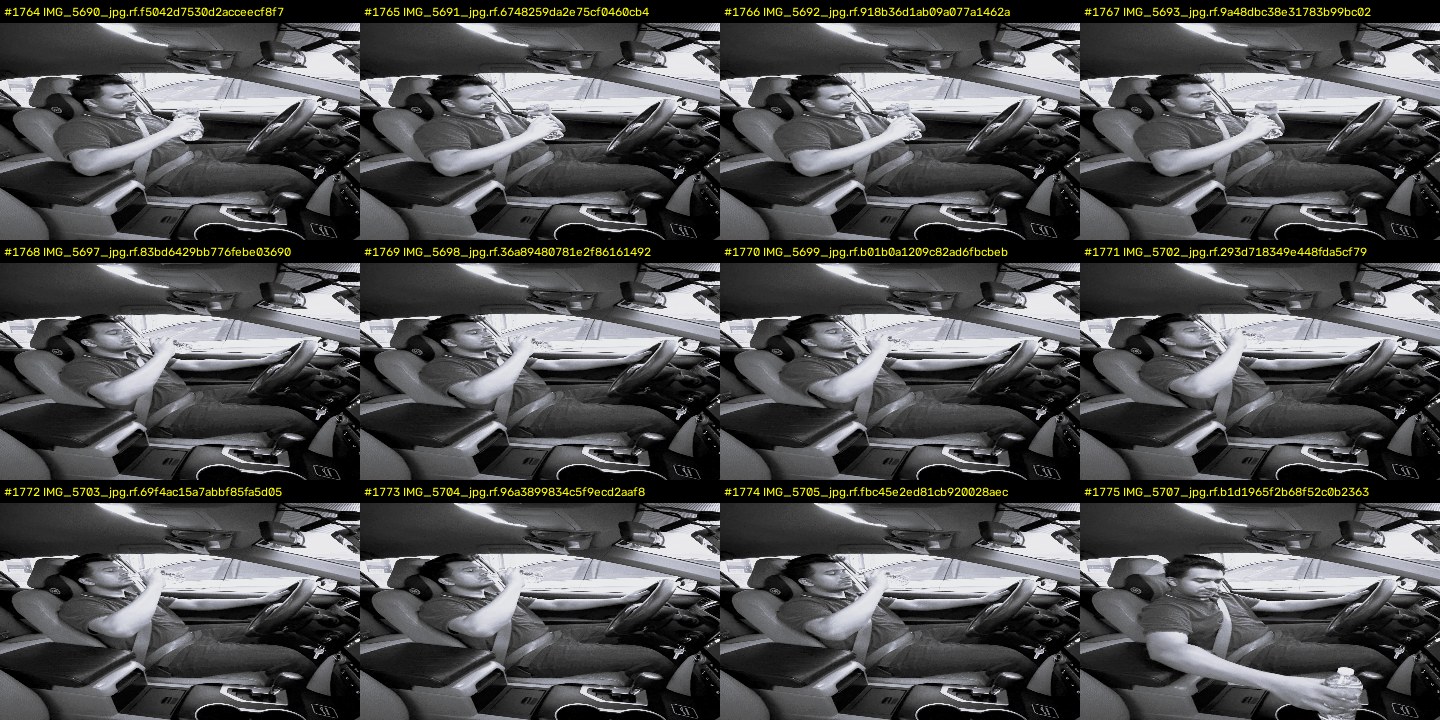 #1764 IMG_5690_jpg.rf.f5042d7530d2acceecf8f7
#1765 IMG_5691_jpg.rf.6748259da2e75cf0460cb4
#1766 IMG_5692_jpg.rf.918b36d1ab09a077a1462a
#1767 IMG_5693_jpg.rf.9a48dbc38e31783b99bc02
#1768 IMG_5697_jpg.rf.83bd6429bb776febe03690
#1769 IMG_5698_jpg.rf.36a89480781e2f86161492
#1770 IMG_5699_jpg.rf.b01b0a1209c82ad6fbcbeb
#1771 IMG_5702_jpg.rf.293d718349e448fda5cf79
#1772 IMG_5703_jpg.rf.69f4ac15a7abbf85fa5d05
#1773 IMG_5704_jpg.rf.96a3899834c5f9ecd2aaf8
#1774 IMG_5705_jpg.rf.fbc45e2ed81cb920028aec
#1775 IMG_5707_jpg.rf.b1d1965f2b68f52c0b2363